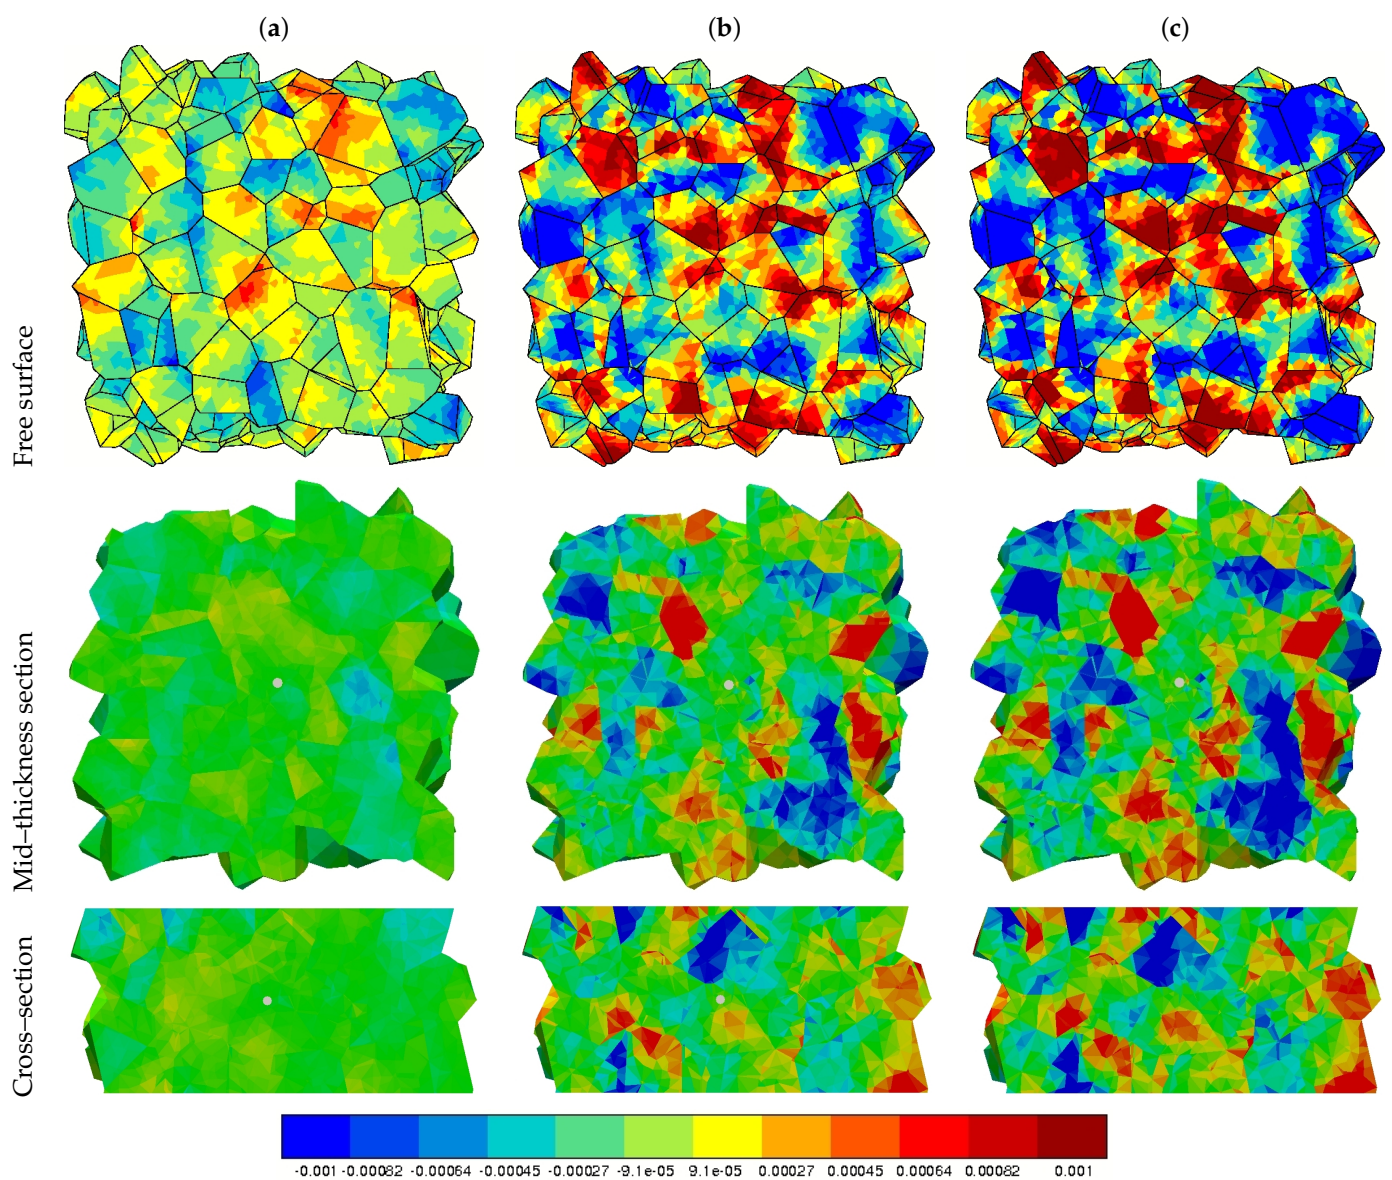 (a) (b) (c)
Free surface
Mid–thickness section
Cross–section
-0.001 -0.00082 -0.00064 -0.00045 -0.00027 -9.1e-05 9.1e-05 0.00027 0.00045 0.00064 0.00082 0.001